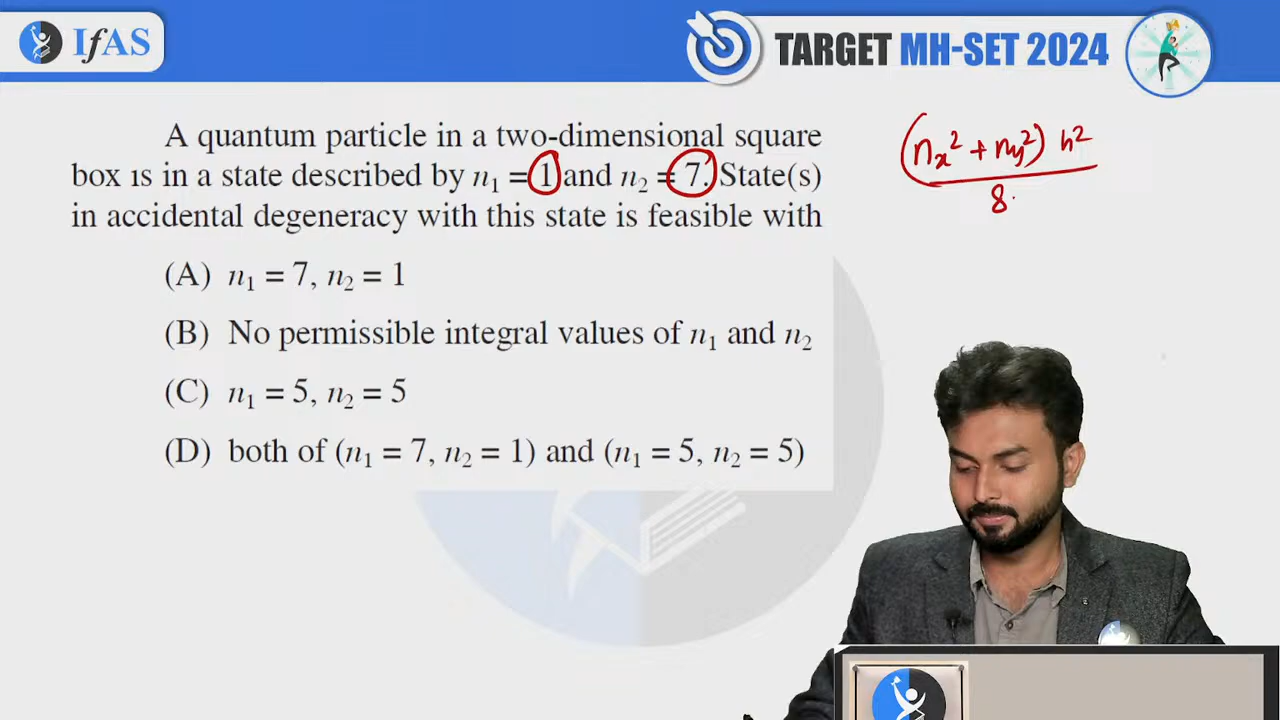 IfAS
TARGET MH-SET 2024
A quantum particle in a two-dimensional square
box is in a state described by n₁ = 1 and n₂ = 7. State(s)
in accidental degeneracy with this state is feasible with
(A) n₁ = 7, n₂ = 1
(B) No permissible integral values of n₁ and n₂
(C) n₁ = 5, n₂ = 5
(D) both of (n₁ = 7, n₂ = 1) and (n₁ = 5, n₂ = 5)
(nx² + ny²) h²
8